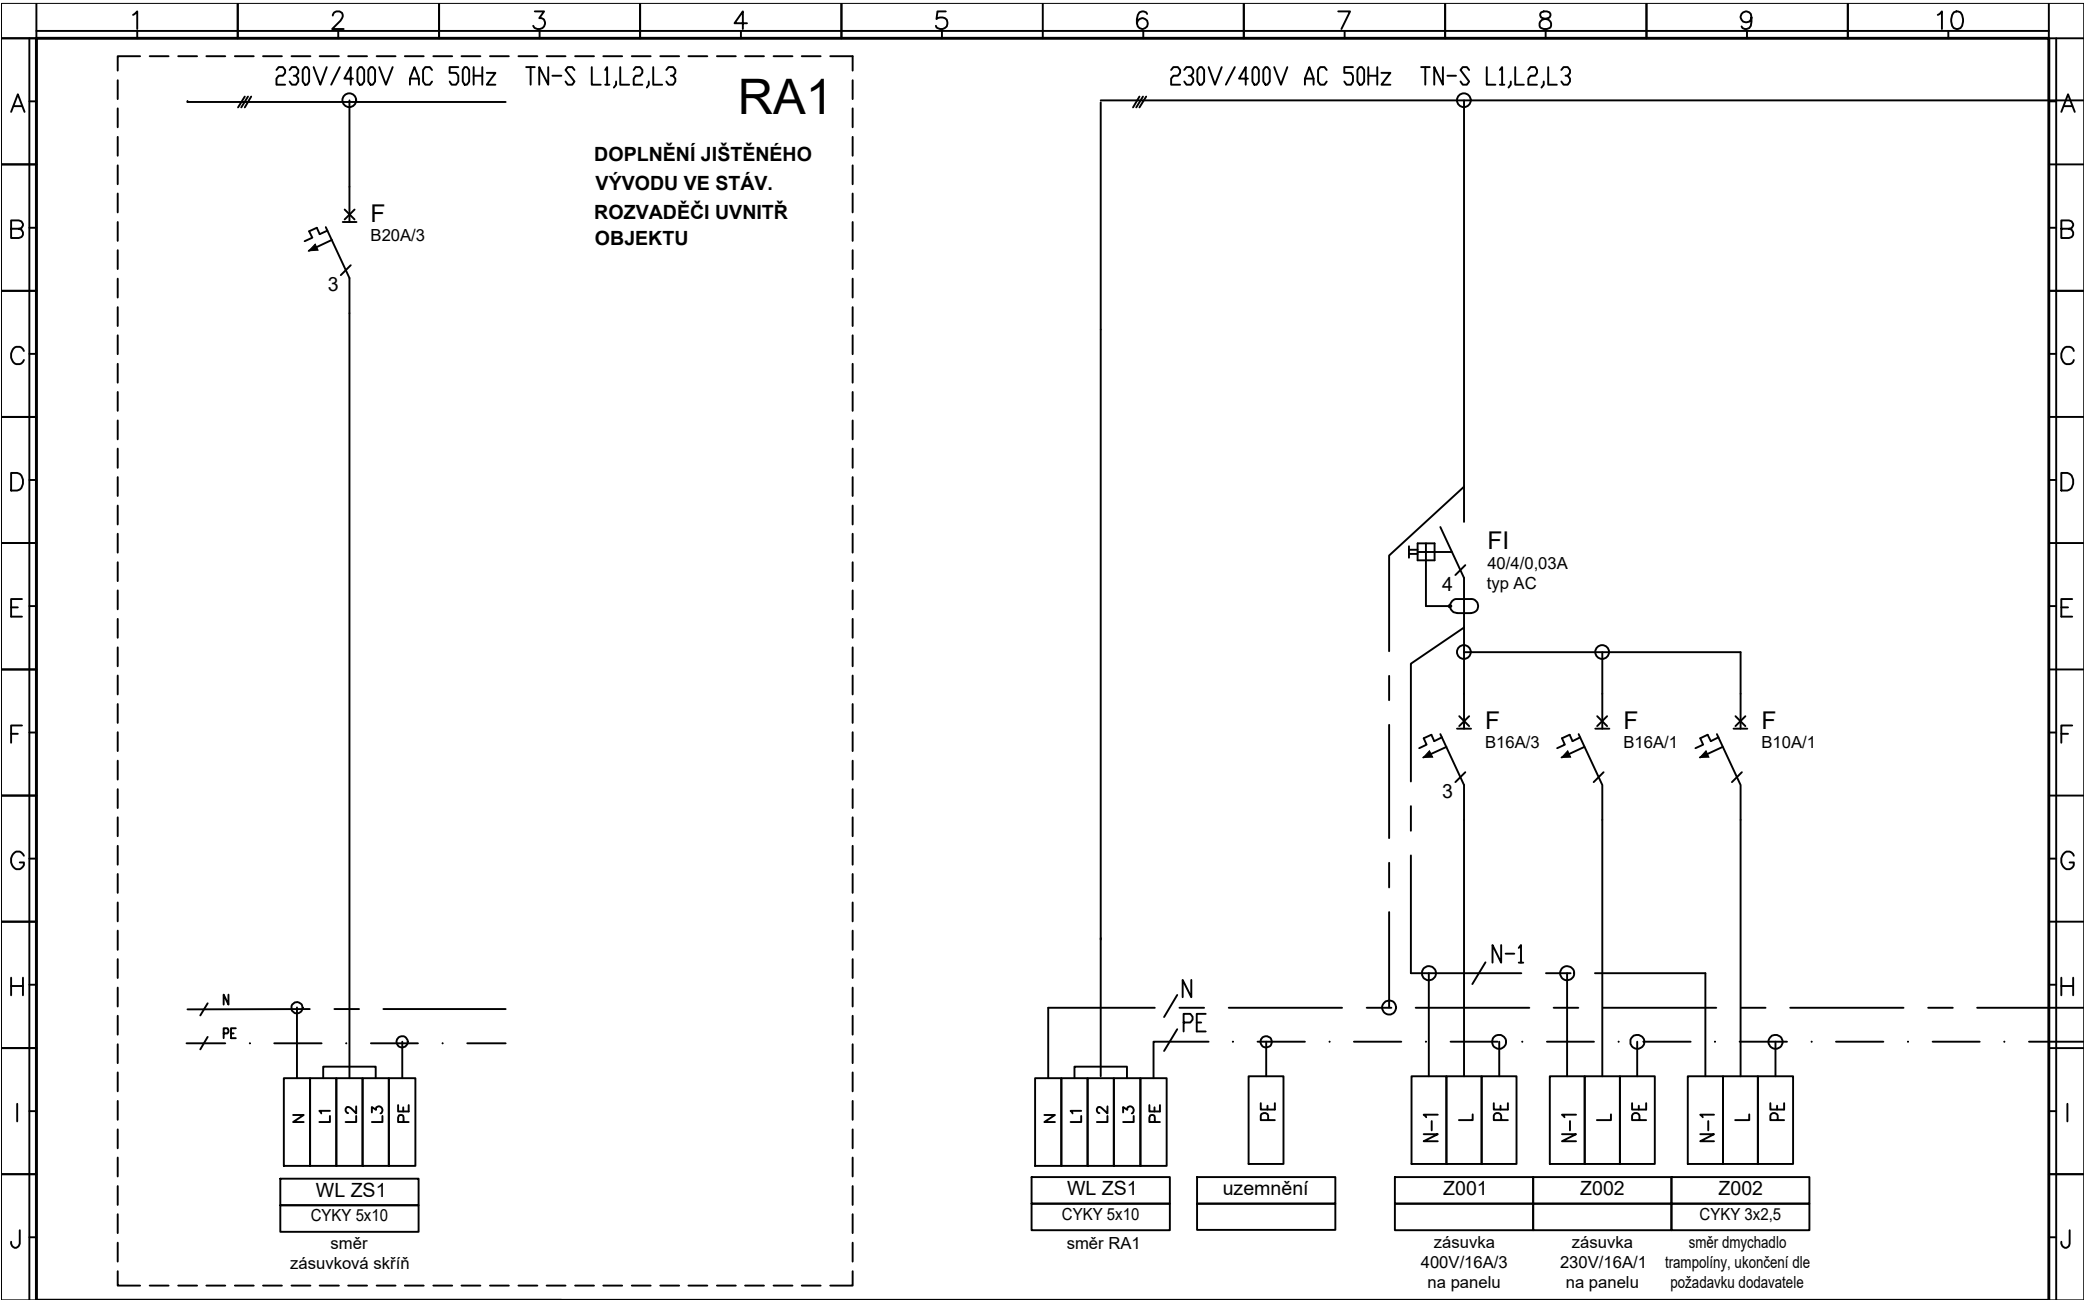 1 2 3 4 5 6 7 8 9 10
A
B
C
D
E
F
G
H
I
J
230V/400V AC 50Hz TN-S L1,L2,L3
RA1
DOPLNĚNÍ JIŠTĚNÉHO
VÝVODU VE STÁV.
ROZVADĚČI UVNITŘ
OBJEKTU
F
B20A/3
3
N
PE
N L1 L2 L3 PE
WL ZS1
CYKY 5x10
směr
zásuvková skříň
230V/400V AC 50Hz TN-S L1,L2,L3
FI
40/4/0,03A
typ AC
4
F
B16A/3
3
F
B16A/1
F
B10A/1
N-1
N
PE
N L1 L2 L3 PE
WL ZS1
CYKY 5x10
směr RA1
PE
uzemnění
N-1 L PE
Z001
zásuvka
400V/16A/3
na panelu
N-1 L PE
Z002
zásuvka
230V/16A/1
na panelu
N-1 L PE
Z002
CYKY 3x2,5
směr dmychadlo
trampolíny, ukončení dle
požadavku dodavatele
A
B
C
D
E
F
G
H
I
J